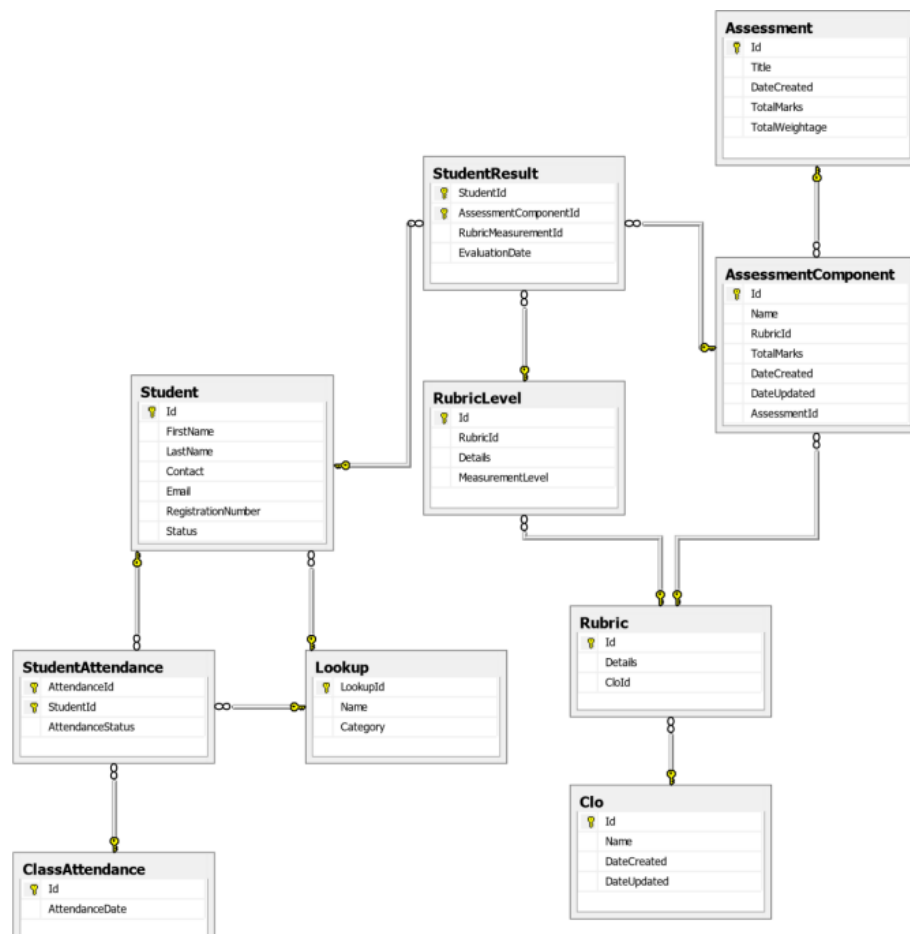 Assessment
Id
Title
DateCreated
TotalMarks
TotalWeightage
StudentResult
StudentId
AssessmentComponentId
RubricMeasurementId
EvaluationDate
AssessmentComponent
Id
Name
RubricId
TotalMarks
DateCreated
DateUpdated
AssessmentId
Student
Id
FirstName
LastName
Contact
Email
RegistrationNumber
Status
RubricLevel
Id
RubricId
Details
MeasurementLevel
Rubric
Id
Details
CloId
StudentAttendance
AttendanceId
StudentId
AttendanceStatus
Lookup
LookupId
Name
Category
Clo
Id
Name
DateCreated
DateUpdated
ClassAttendance
Id
AttendanceDate